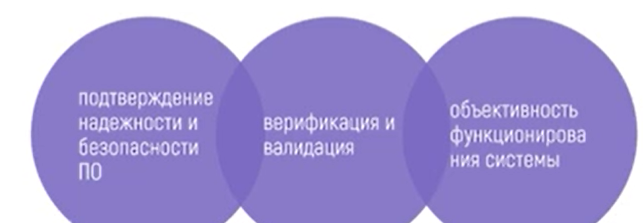 подтверждение
надежности и
безопасности
ПО
верификация и
валидация
объективность
функционирова
ния системы